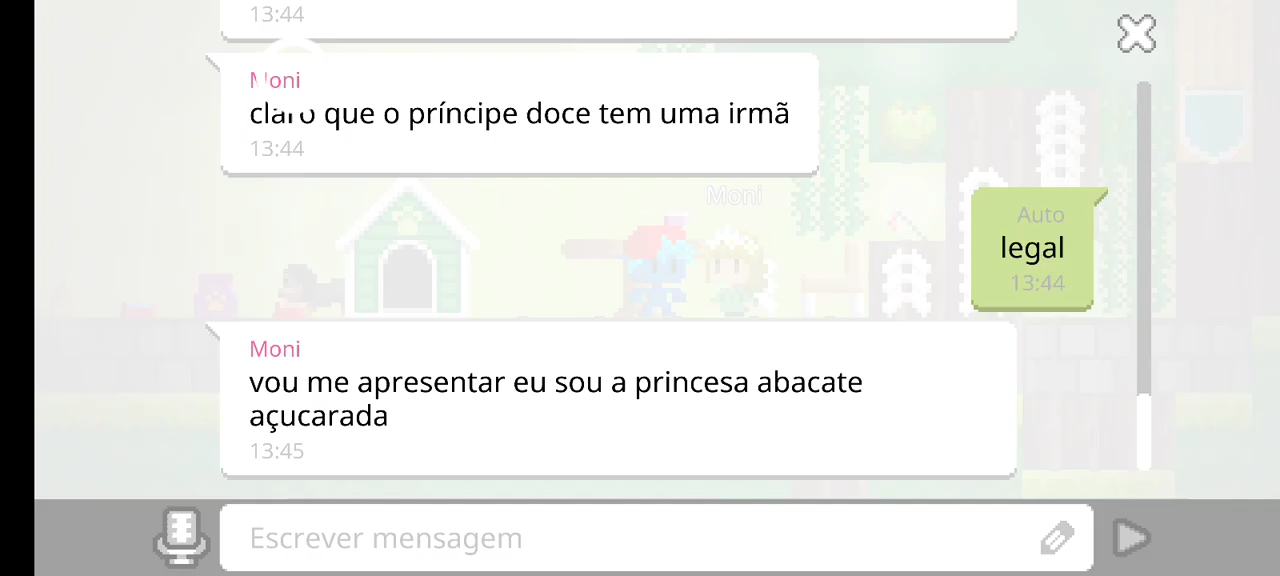 13:44
Moni
claro que o príncipe doce tem uma irmã
13:44
Moni
Auto
legal
13:44
Moni
vou me apresentar eu sou a princesa abacate
açucarada
13:45
Escrever mensagem